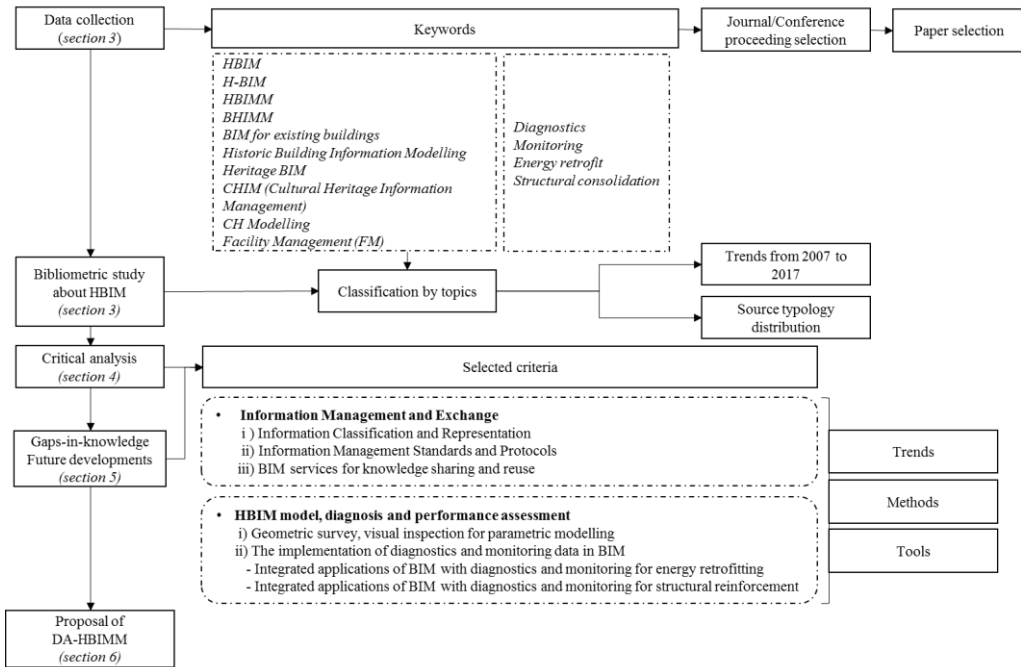 Data collection
(section 3)
Keywords
Journal/Conference
proceeding selection
Paper selection
HBIM
H-BIM
HBIMM
BHIMM
BIM for existing buildings
Historic Building Information Modelling
Heritage BIM
CHIM (Cultural Heritage Information
Management)
CH Modelling
Facility Management (FM)
Diagnostics
Monitoring
Energy retrofit
Structural consolidation
Bibliometric study
about HBIM
(section 3)
Classification by topics
Trends from 2007 to
2017
Source typology
distribution
Critical analysis
(section 4)
Selected criteria
Gaps-in-knowledge
Future developments
(section 5)
• Information Management and Exchange
i ) Information Classification and Representation
ii) Information Management Standards and Protocols
iii) BIM services for knowledge sharing and reuse
• HBIM model, diagnosis and performance assessment
i) Geometric survey, visual inspection for parametric modelling
ii) The implementation of diagnostics and monitoring data in BIM
- Integrated applications of BIM with diagnostics and monitoring for energy retrofitting
- Integrated applications of BIM with diagnostics and monitoring for structural reinforcement
Trends
Methods
Tools
Proposal of
DA-HBIMM
(section 6)